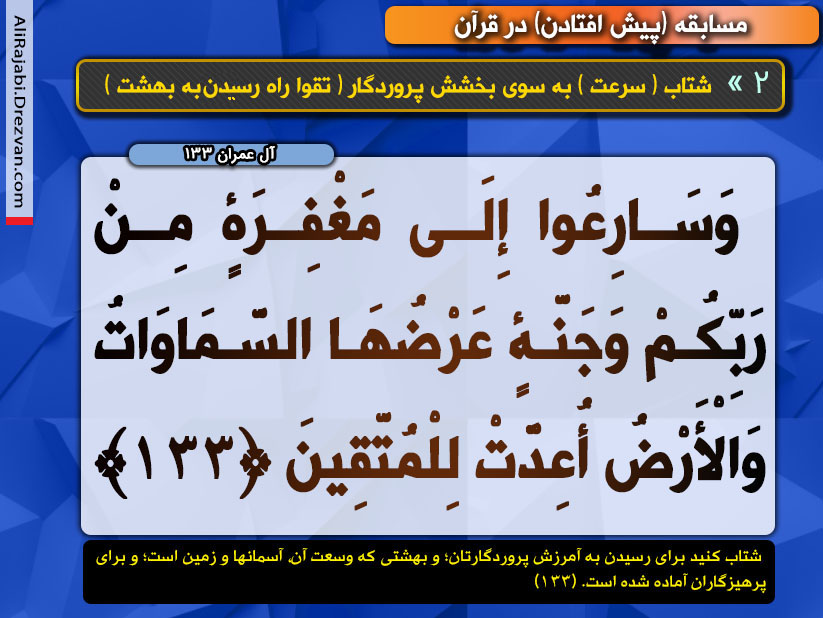 مسابقه (پیش افتادن) در قرآن
۲ » شتاب ( سرعت ) به سوی بخشش پروردگار ( تقوا راه رسیدن‌به بهشت )
آل عمران ۱۳۳
وَسَارِعُوا إِلَى مَغْفِرَةٍ مِنْ
رَبِّكُمْ وَجَنَّةٍ عَرْضُهَا السَّمَاوَاتُ
وَالْأَرْضُ أُعِدَّتْ لِلْمُتَّقِينَ ﴿۱۳۳﴾
شتاب کنید برای رسیدن به آمرزش پروردگارتان؛ و بهشتی که وسعت آن، آسمانها و زمین است؛ و برای
پرهیزگاران آماده شده است. (۱۳۳)
AliRajabi.Drezvan.com